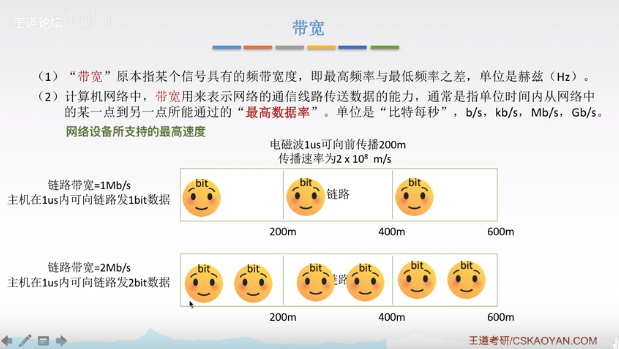 王道论坛
带宽
（1）“带宽”原本指某个信号具有的频带宽度，即最高频率与最低频率之差，单位是赫兹（Hz）。
（2）计算机网络中，带宽用来表示网络的通信线路传送数据的能力，通常是指单位时间内从网络中
的某一点到另一点所能通过的“最高数据率”。单位是“比特每秒”，b/s，kb/s，Mb/s，Gb/s。
网络设备所支持的最高速度
电磁波1us可向前传播200m
传播速率为2 x 10⁸ m/s
链路带宽=1Mb/s
主机在1us内可向链路发1bit数据
bit bit 链路 bit
200m 400m 600m
链路带宽=2Mb/s
主机在1us内可向链路发2bit数据
bit bit bit bit bit bit
200m 400m 600m
王道考研/CSKAOYAN.COM